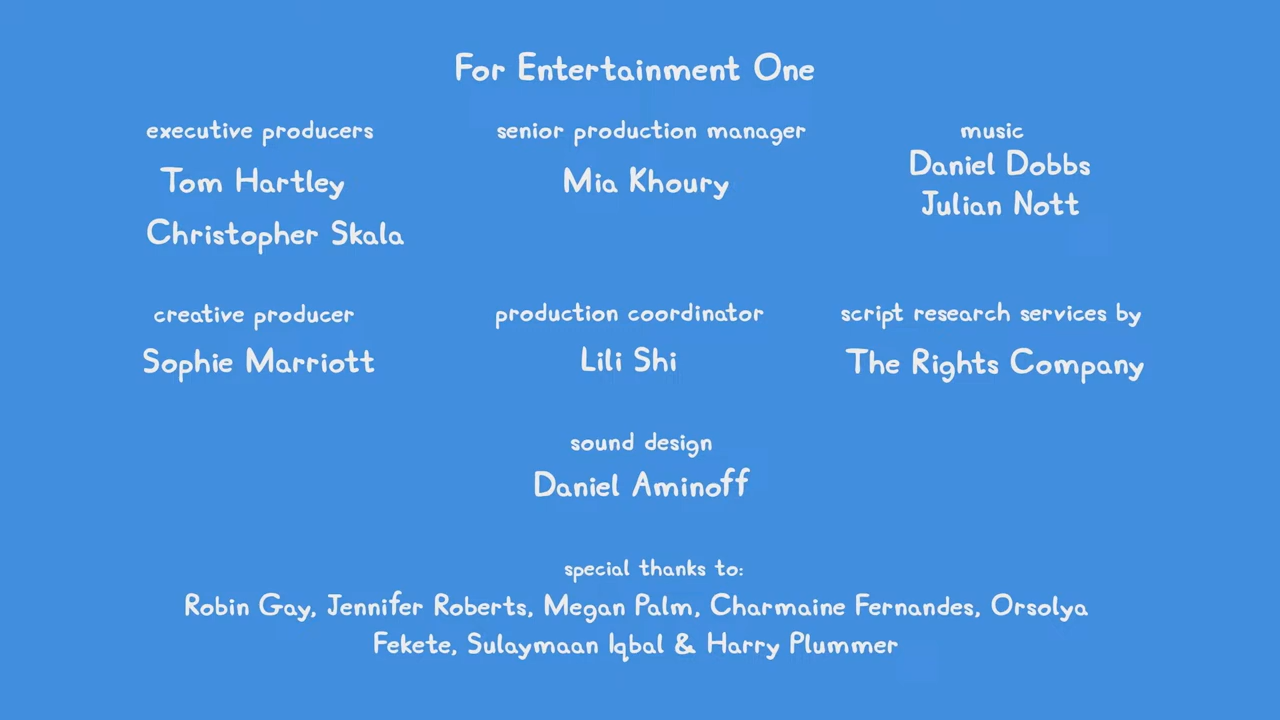 For Entertainment One
executive producers
Tom Hartley
Christopher Skala
senior production manager
Mia Khoury
music
Daniel Dobbs
Julian Nott
creative producer
Sophie Marriott
production coordinator
Lili Shi
script research services by
The Rights Company
sound design
Daniel Aminoff
special thanks to:
Robin Gay, Jennifer Roberts, Megan Palm, Charmaine Fernandes, Orsolya
Fekete, Sulaymaan Iqbal & Harry Plummer